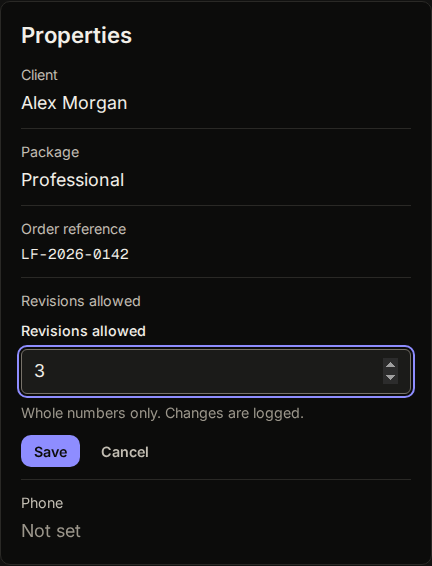 Properties
Client
Alex Morgan
Package
Professional
Order reference
LF-2026-0142
Revisions allowed
Revisions allowed
3
Whole numbers only. Changes are logged.
Save Cancel
Phone
Not set